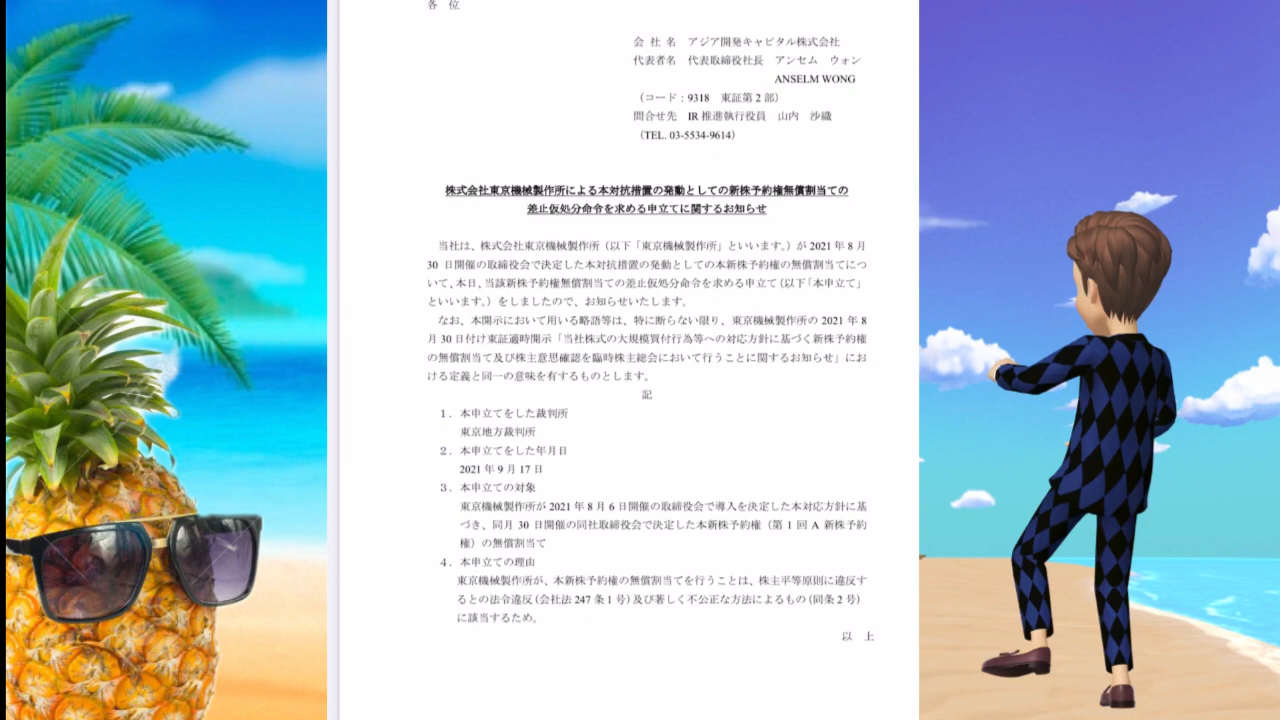 各 位
会 社 名 アジア開発キャピタル株式会社
代表者名 代表取締役社長 アンセム ウォン
ANSELM WONG
（コード：9318 東証第２部）
問合せ先 IR 推進執行役員 山内 沙織
（TEL. 03-5534-9614）
株式会社東京機械製作所による本対抗措置の発動としての新株予約権無償割当ての
差止仮処分命令を求める申立てに関するお知らせ
当社は、株式会社東京機械製作所（以下「東京機械製作所」といいます。）が 2021 年 8 月
30 日開催の取締役会で決定した本対抗措置の発動としての本新株予約権の無償割当てにつ
いて、本日、当該新株予約権無償割当ての差止仮処分命令を求める申立て（以下「本申立て」
といいます。）をしましたので、お知らせいたします。
なお、本開示において用いる略語等は、特に断らない限り、東京機械製作所の 2021 年 8
月 30 日付け東証適時開示「当社株式の大規模買付行為等への対応方針に基づく新株予約権
の無償割当て及び株主意思確認を臨時株主総会において行うことに関するお知らせ」にお
ける定義と同一の意味を有するものとします。
記
１．本申立てをした裁判所
東京地方裁判所
２．本申立てをした年月日
2021 年 9 月 17 日
３．本申立ての対象
東京機械製作所が 2021 年 8 月 6 日開催の取締役会で導入を決定した本対応方針に基
づき、同月 30 日開催の同社取締役会で決定した本新株予約権（第 1 回 A 新株予約
権）の無償割当て
４．本申立ての理由
東京機械製作所が、本新株予約権の無償割当てを行うことは、株主平等原則に違反す
るとの法令違反（会社法 247 条 1 号）及び著しく不公正な方法によるもの（同条 2 号）
に該当するため。
以 上